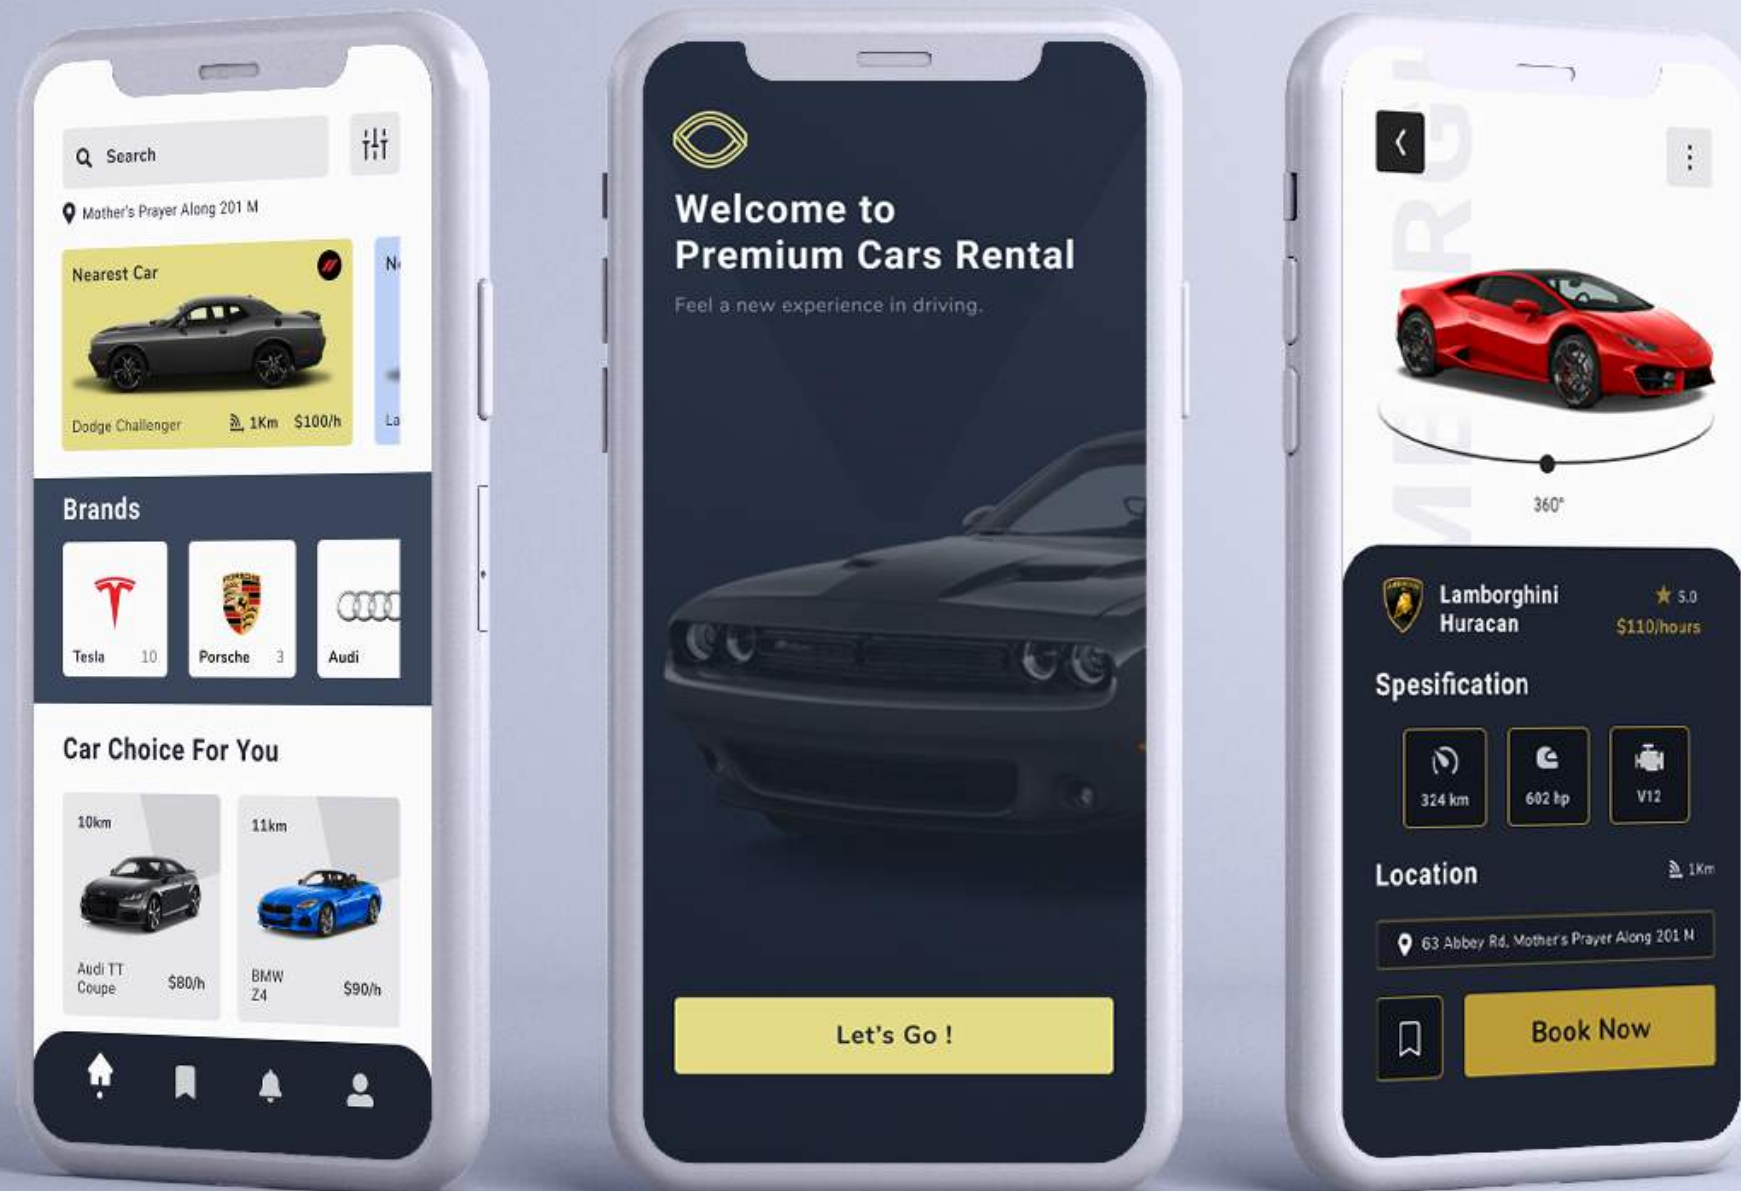 Search
Mother's Prayer Along 201 M
Nearest Car
Dodge Challenger
1Km
$100/h
La
Brands
Tesla
10
PORSCHE
Porsche
3
Audi
Car Choice For You
10km
Audi TT
Coupe
$80/h
11km
BMW
Z4
$90/h
Welcome to
Premium Cars Rental
Feel a new experience in driving.
Let's Go !
360°
Lamborghini
Huracan
5.0
$110/hours
Spesification
324 km
602 hp
V12
Location
1Km
63 Abbey Rd, Mother's Prayer Along 201 M
Book Now